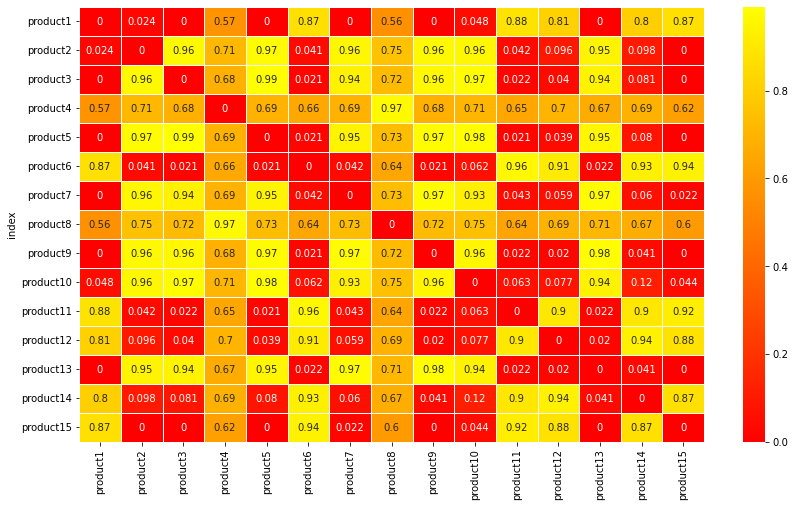 product1 0 0.024 0 0.57 0 0.87 0 0.56 0 0.048 0.88 0.81 0 0.8 0.87
product2 0.024 0 0.96 0.71 0.97 0.041 0.96 0.75 0.96 0.96 0.042 0.096 0.95 0.098 0
product3 0 0.96 0 0.68 0.99 0.021 0.94 0.72 0.96 0.97 0.022 0.04 0.94 0.081 0
product4 0.57 0.71 0.68 0 0.69 0.66 0.69 0.97 0.68 0.71 0.65 0.7 0.67 0.69 0.62
product5 0 0.97 0.99 0.69 0 0.021 0.95 0.73 0.97 0.98 0.021 0.039 0.95 0.08 0
product6 0.87 0.041 0.021 0.66 0.021 0 0.042 0.64 0.021 0.062 0.96 0.91 0.022 0.93 0.94
product7 0 0.96 0.94 0.69 0.95 0.042 0 0.73 0.97 0.93 0.043 0.059 0.97 0.06 0.022
product8 0.56 0.75 0.72 0.97 0.73 0.64 0.73 0 0.72 0.75 0.64 0.69 0.71 0.67 0.6
product9 0 0.96 0.96 0.68 0.97 0.021 0.97 0.72 0 0.96 0.022 0.02 0.98 0.041 0
product10 0.048 0.96 0.97 0.71 0.98 0.062 0.93 0.75 0.96 0 0.063 0.077 0.94 0.12 0.044
product11 0.88 0.042 0.022 0.65 0.021 0.96 0.043 0.64 0.022 0.063 0 0.9 0.022 0.9 0.92
product12 0.81 0.096 0.04 0.7 0.039 0.91 0.059 0.69 0.02 0.077 0.9 0 0.02 0.94 0.88
product13 0 0.95 0.94 0.67 0.95 0.022 0.97 0.71 0.98 0.94 0.022 0.02 0 0.041 0
product14 0.8 0.098 0.081 0.69 0.08 0.93 0.06 0.67 0.041 0.12 0.9 0.94 0.041 0 0.87
product15 0.87 0 0 0.62 0 0.94 0.022 0.6 0 0.044 0.92 0.88 0 0.87 0
index
product1 product2 product3 product4 product5 product6 product7 product8 product9 product10 product11 product12 product13 product14 product15
0.8
0.6
0.4
0.2
0.0